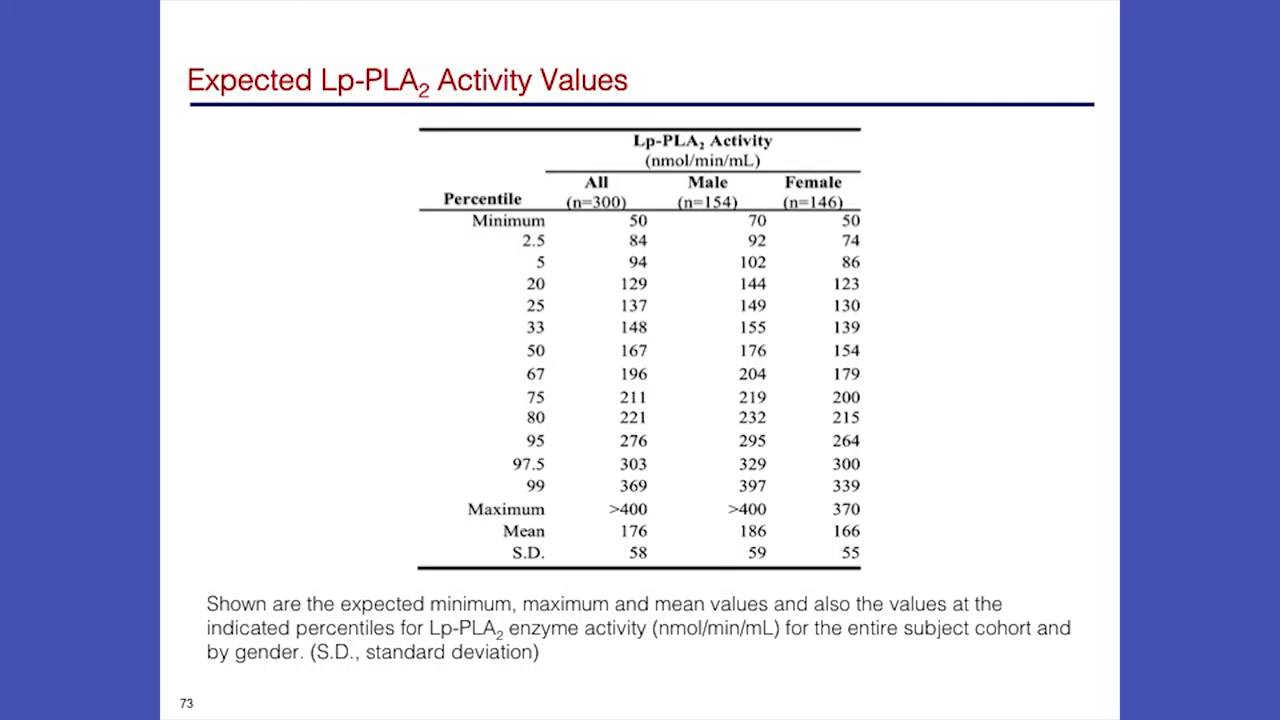 Expected Lp-PLA2 Activity Values
Lp-PLA2 Activity
(nmol/min/mL)
Percentile All (n=300) Male (n=154) Female (n=146)
Minimum 50 70 50
2.5 84 92 74
5 94 102 86
20 129 144 123
25 137 149 130
33 148 155 139
50 167 176 154
67 196 204 179
75 211 219 200
80 221 232 215
95 276 295 264
97.5 303 329 300
99 369 397 339
Maximum >400 >400 370
Mean 176 186 166
S.D. 58 59 55
Shown are the expected minimum, maximum and mean values and also the values at the
indicated percentiles for Lp-PLA2 enzyme activity (nmol/min/mL) for the entire subject cohort and
by gender. (S.D., standard deviation)
73